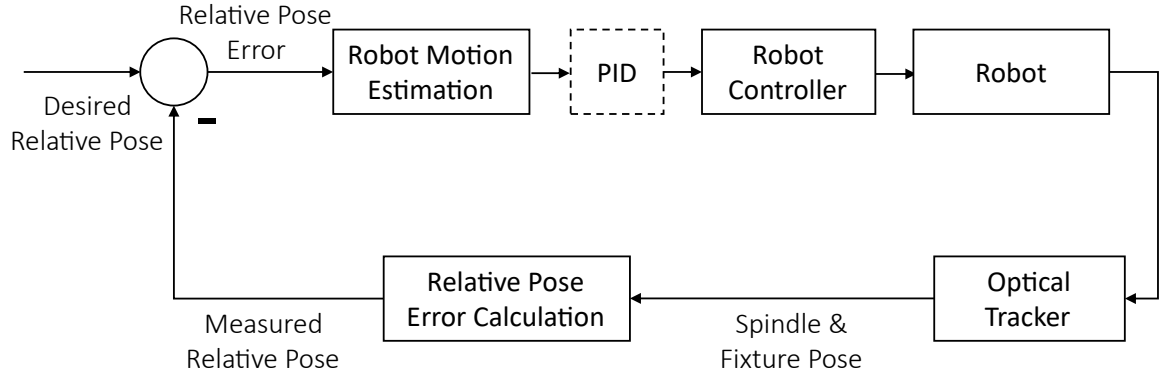 Relative Pose
Error
Robot Motion
Estimation
PID
Robot
Controller
Robot
Desired
Relative Pose
Relative Pose
Error Calculation
Optical
Tracker
Measured
Relative Pose
Spindle &
Fixture Pose